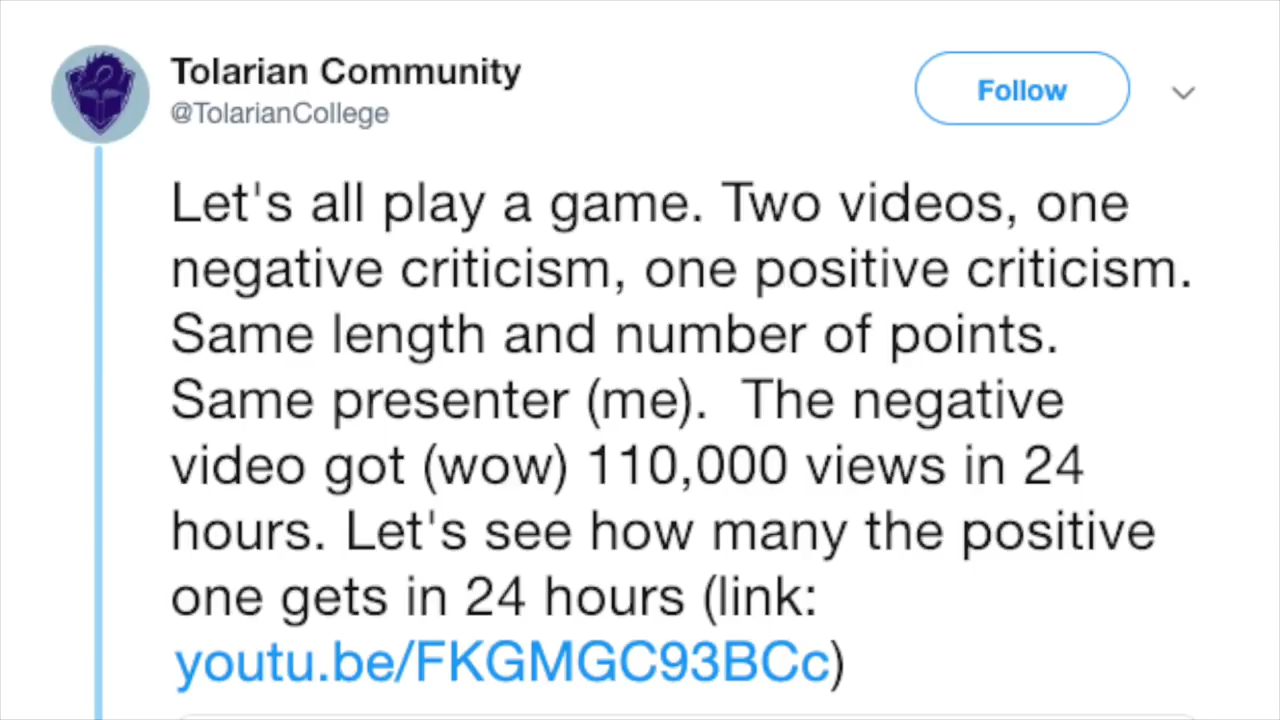 Tolarian Community
@TolarianCollege
Follow
Let's all play a game. Two videos, one
negative criticism, one positive criticism.
Same length and number of points.
Same presenter (me).  The negative
video got (wow) 110,000 views in 24
hours. Let's see how many the positive
one gets in 24 hours (link:
youtu.be/FKGMGC93BCc)